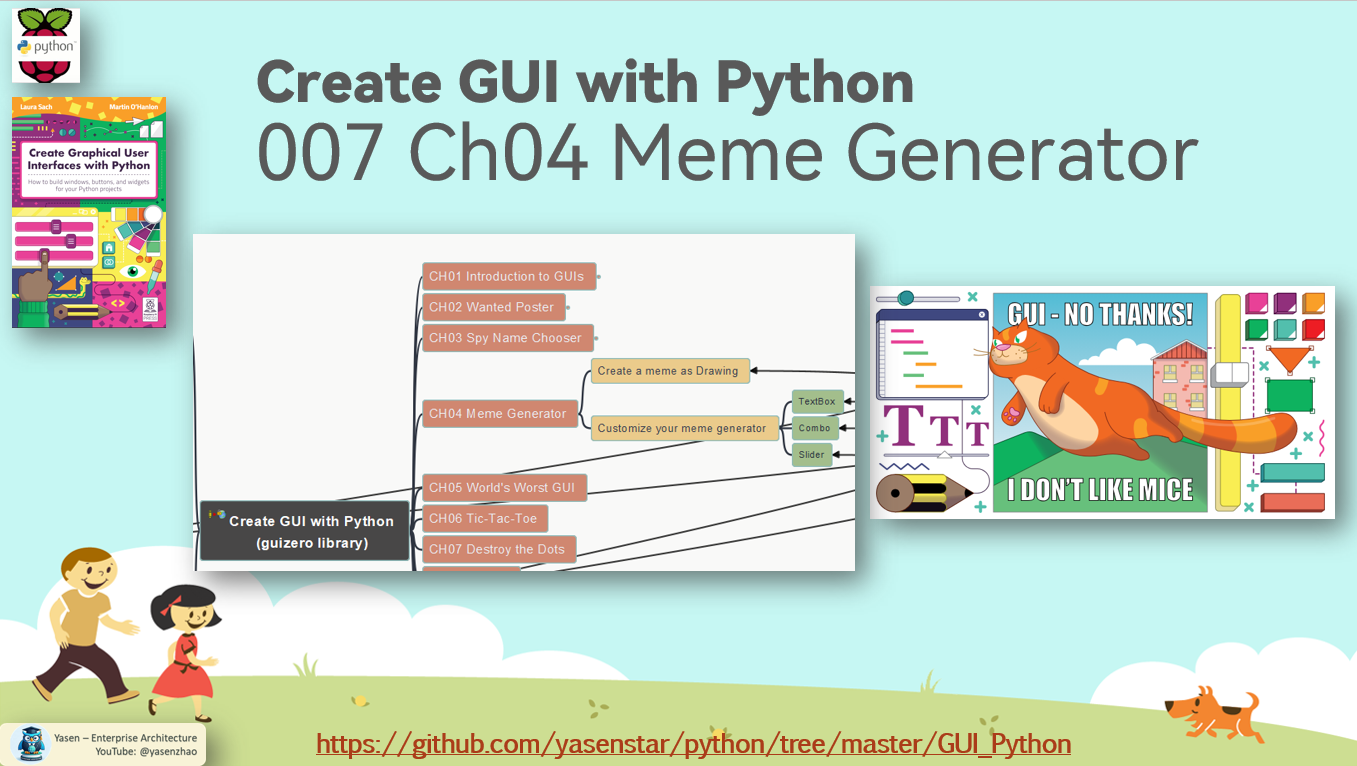 python
Create GUI with Python
007 Ch04 Meme Generator
Laura Sach Martin O'Hanlon
Create Graphical User
Interfaces with Python
How to build windows, buttons, and widgets
for your Python projects
CH01 Introduction to GUIs
CH02 Wanted Poster
CH03 Spy Name Chooser
Create a meme as Drawing
CH04 Meme Generator
Customize your meme generator
TextBox
Combo
Slider
CH05 World's Worst GUI
CH06 Tic-Tac-Toe
CH07 Destroy the Dots
Create GUI with Python
(guizero library)
GUI - NO THANKS!
T T T
I DON'T LIKE MICE
Yasen – Enterprise Architecture
YouTube: @yasenzhao
https://github.com/yasenstar/python/tree/master/GUI_Python